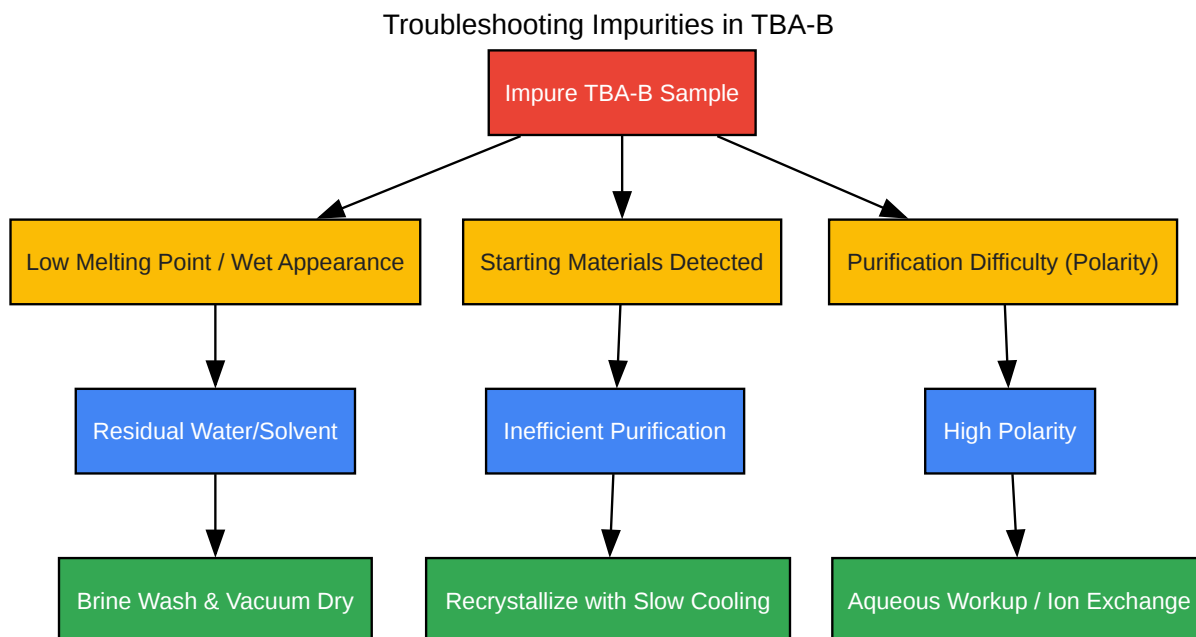 Troubleshooting Impurities in TBA-B
Impure TBA-B Sample
Low Melting Point / Wet Appearance
Starting Materials Detected
Purification Difficulty (Polarity)
Residual Water/Solvent
Inefficient Purification
High Polarity
Brine Wash & Vacuum Dry
Recrystallize with Slow Cooling
Aqueous Workup / Ion Exchange